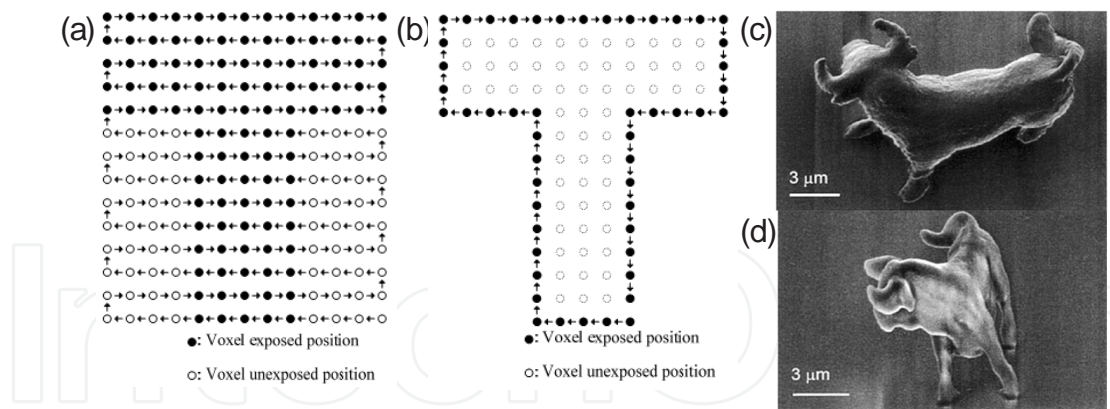 (a)
(b)
(c)
3 μm
(d)
3 μm
●: Voxel exposed position
○: Voxel unexposed position
●: Voxel exposed position
○: Voxel unexposed position